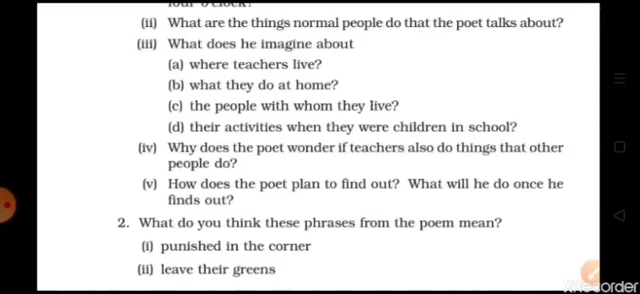 four o'clock?
(ii) What are the things normal people do that the poet talks about?
(iii) What does he imagine about
(a) where teachers live?
(b) what they do at home?
(c) the people with whom they live?
(d) their activities when they were children in school?
(iv) Why does the poet wonder if teachers also do things that other
people do?
(v) How does the poet plan to find out? What will he do once he
finds out?
2. What do you think these phrases from the poem mean?
(i) punished in the corner
(ii) leave their greens
XRecorder